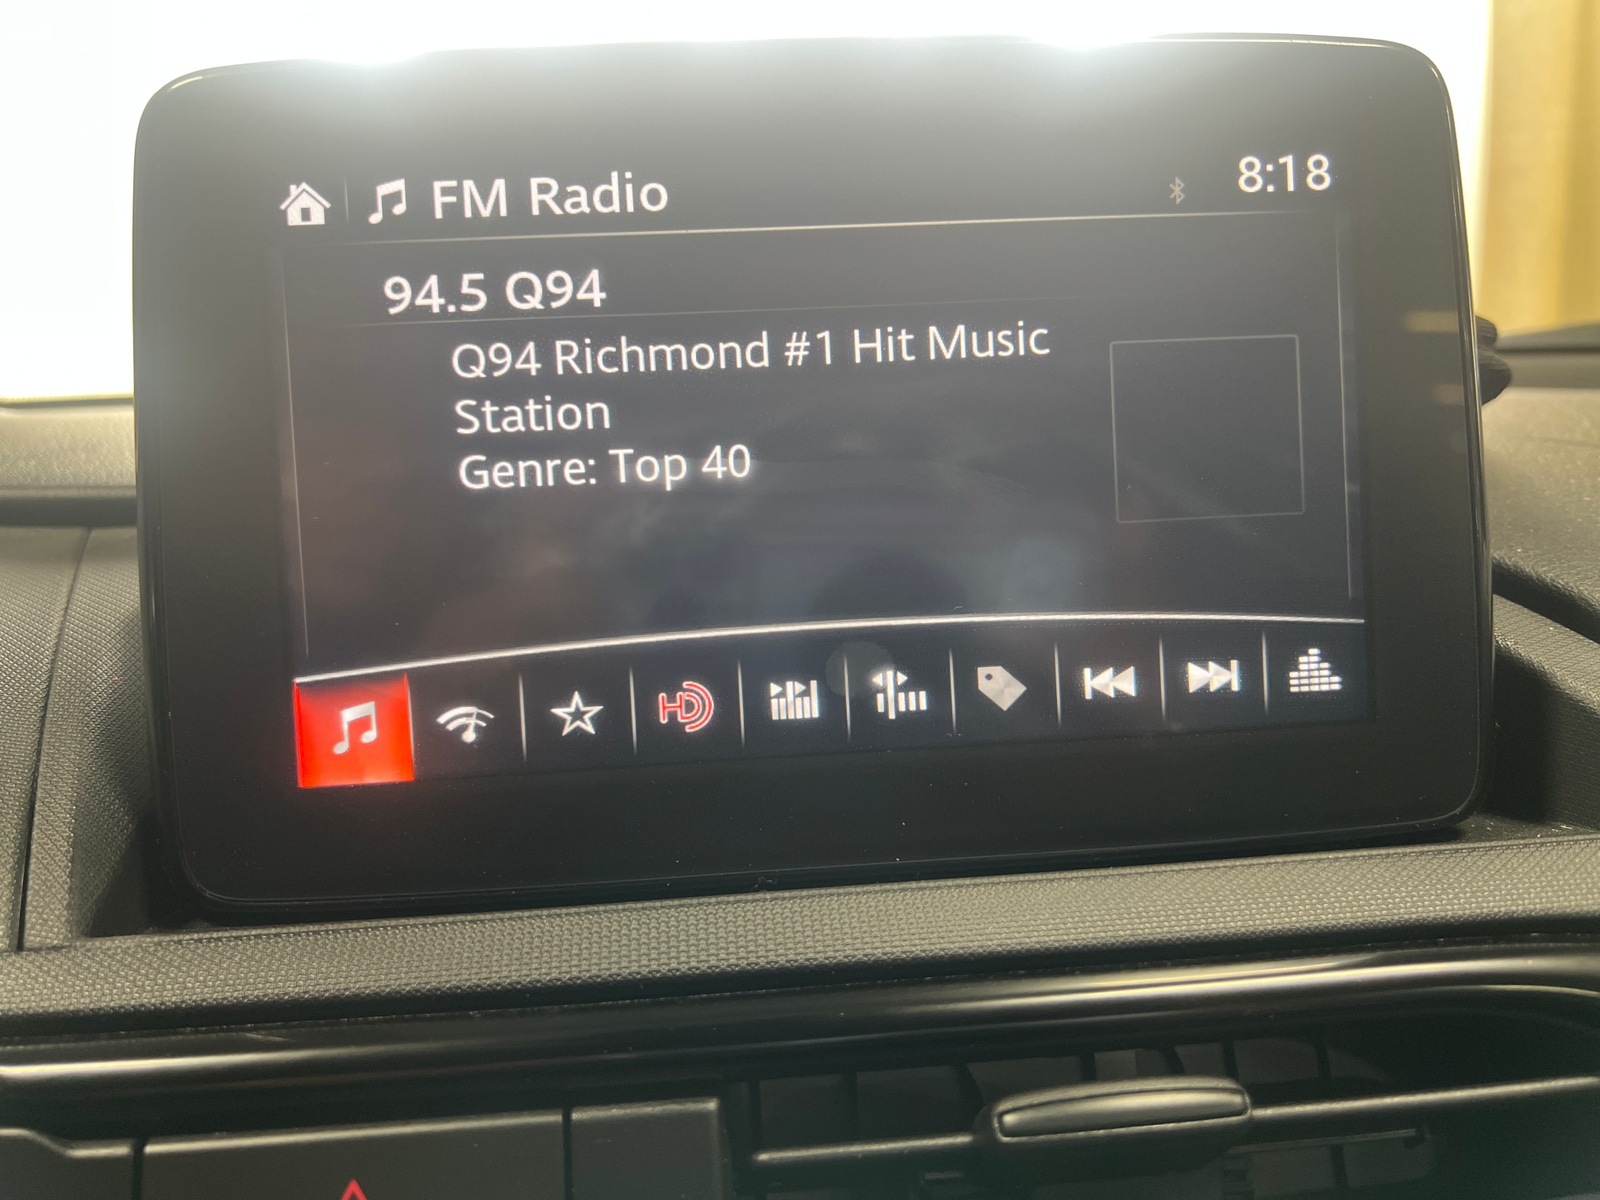 FM Radio
8:18
94.5 Q94
Q94 Richmond #1 Hit Music
Station
Genre: Top 40
HD